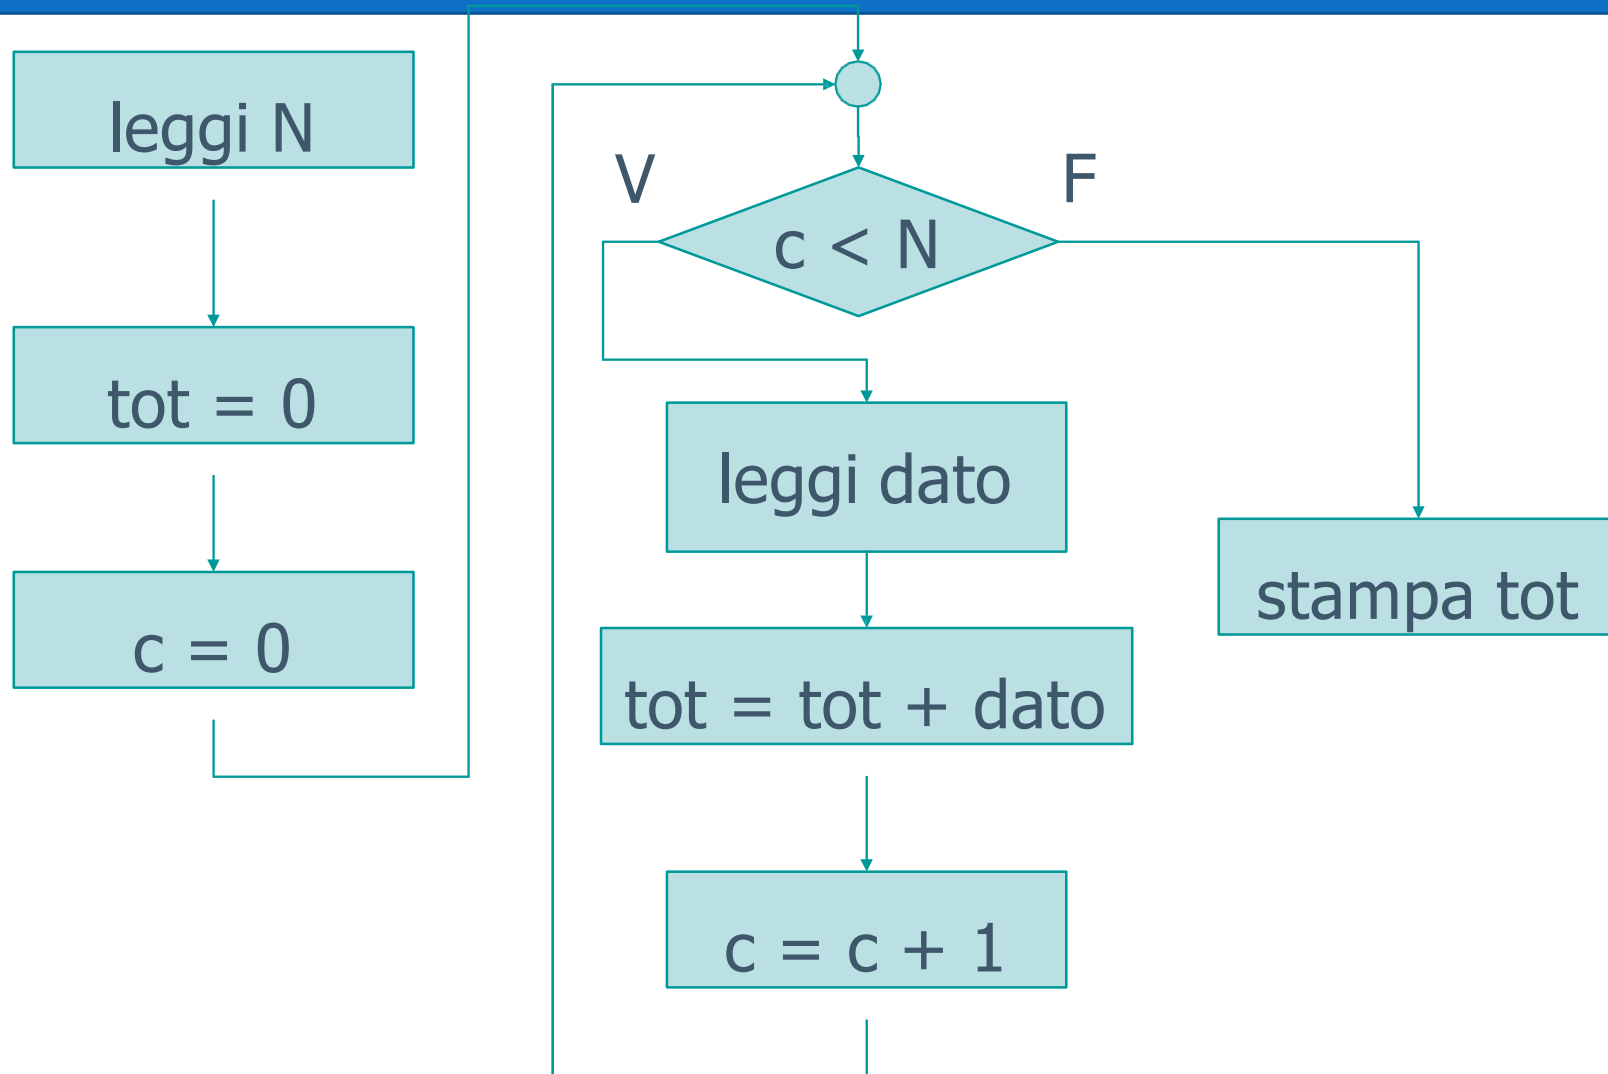 leggi N
tot = 0
c = 0
V
F
c < N
leggi dato
tot = tot + dato
c = c + 1
stampa tot